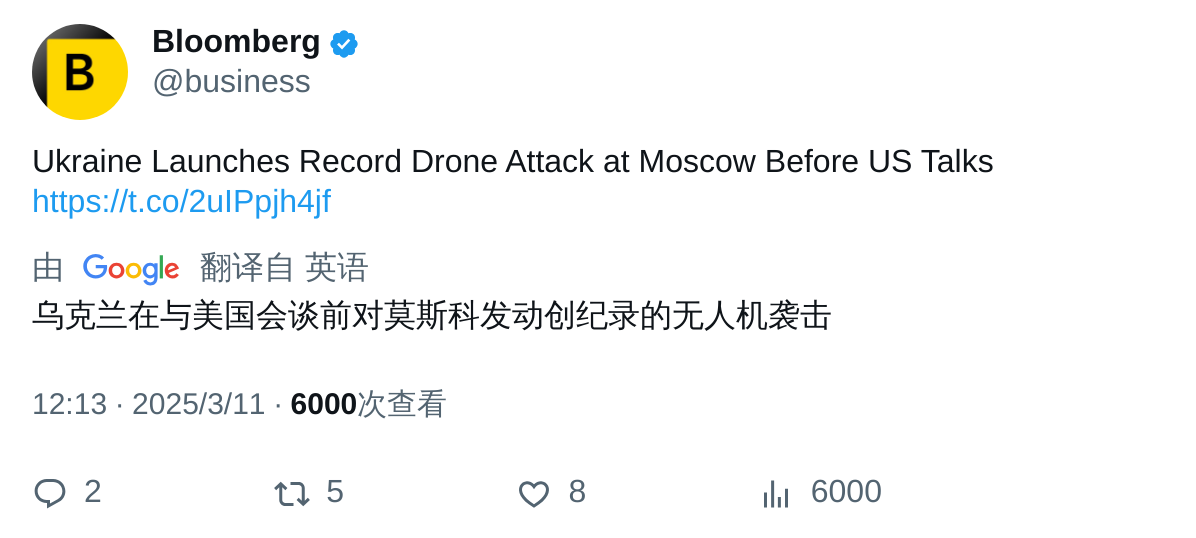 B
Bloomberg
@business
Ukraine Launches Record Drone Attack at Moscow Before US Talks
https://t.co/2uIPpjh4jf
由 Google 翻译自 英语
乌克兰在与美国会谈前对莫斯科发动创纪录的无人机袭击
12:13 · 2025/3/11 · 6000次查看
2 5 8 6000